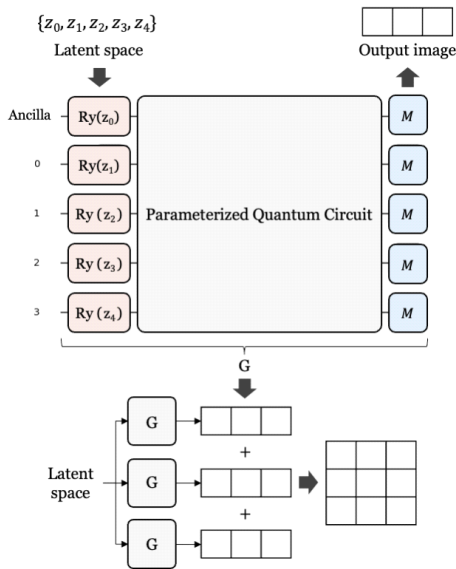 {z₀, z₁, z₂, z₃, z₄}
Latent space
Output image
Ancilla
Ry(z₀)
M
0
Ry(z₁)
M
1
Ry (z₂)
Parameterized Quantum Circuit
M
2
Ry (z₃)
M
3
Ry (z₄)
M
G
G
+
Latent
space
G
+
G